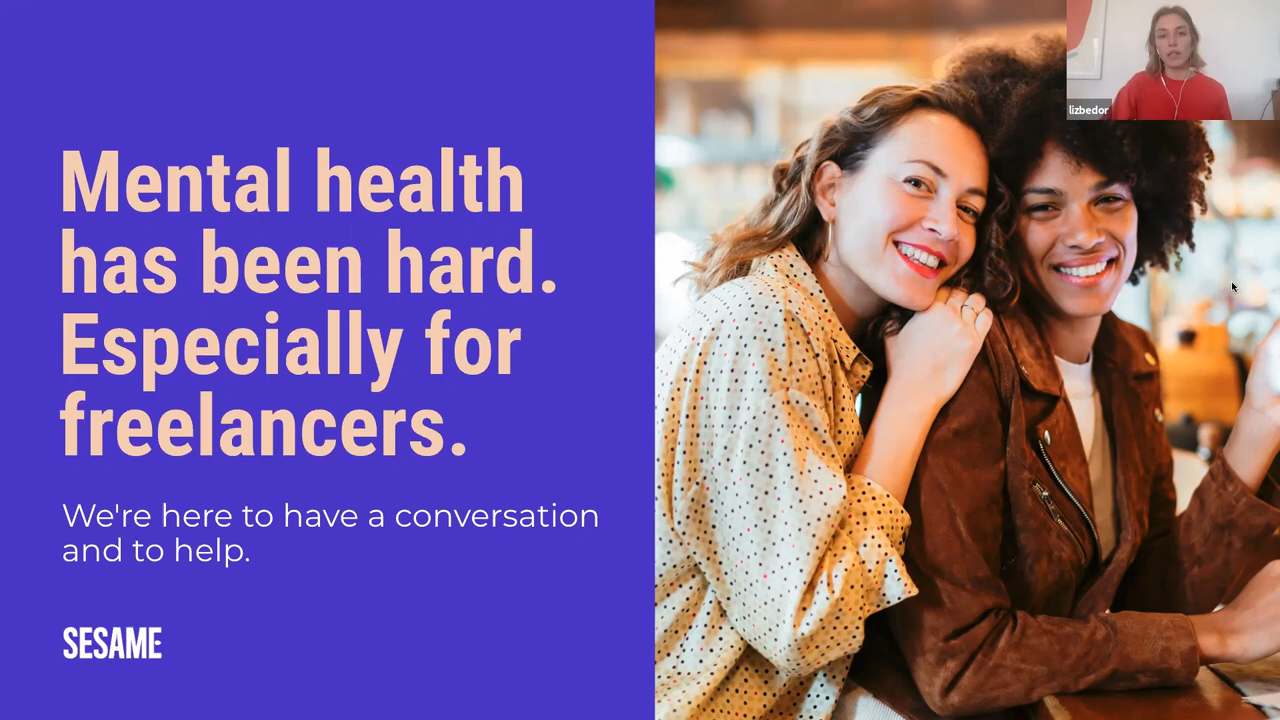 Mental health
has been hard.
Especially for
freelancers.
We're here to have a conversation
and to help.
SESAME
lizbedor